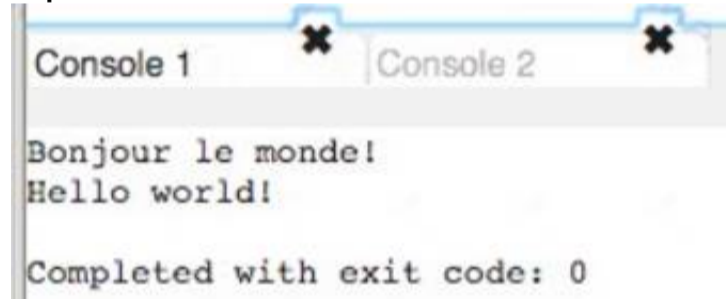 Console 1 Console 2
Bonjour le monde!
Hello world!
Completed with exit code: 0